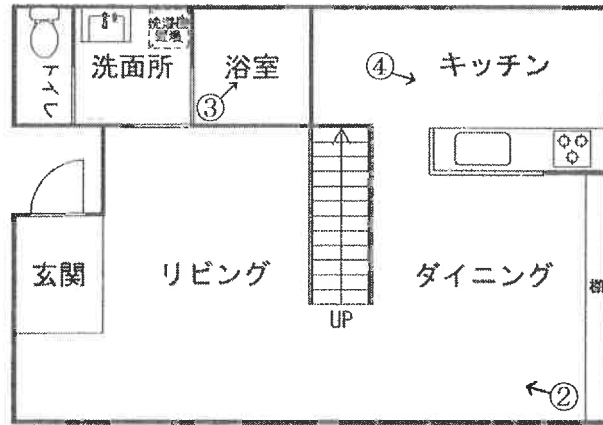 トイレ
洗面所
洗濯機
置場
浴室
③
④
キッチン
玄関
リビング
UP
ダイニング
棚
②